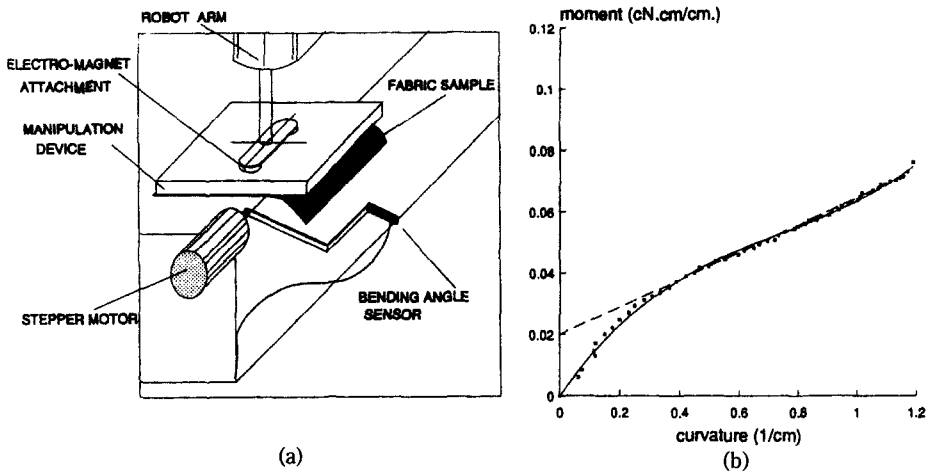 ROBOT ARM
ELECTRO-MAGNET
ATTACHMENT
MANIPULATION
DEVICE
FABRIC SAMPLE
STEPPER MOTOR
BENDING ANGLE
SENSOR
(a)
moment (cN.cm/cm.)
0.12
0.1
0.08
0.06
0.04
0.02
0
0 0.2 0.4 0.6 0.8 1 1.2
curvature (1/cm)
(b)